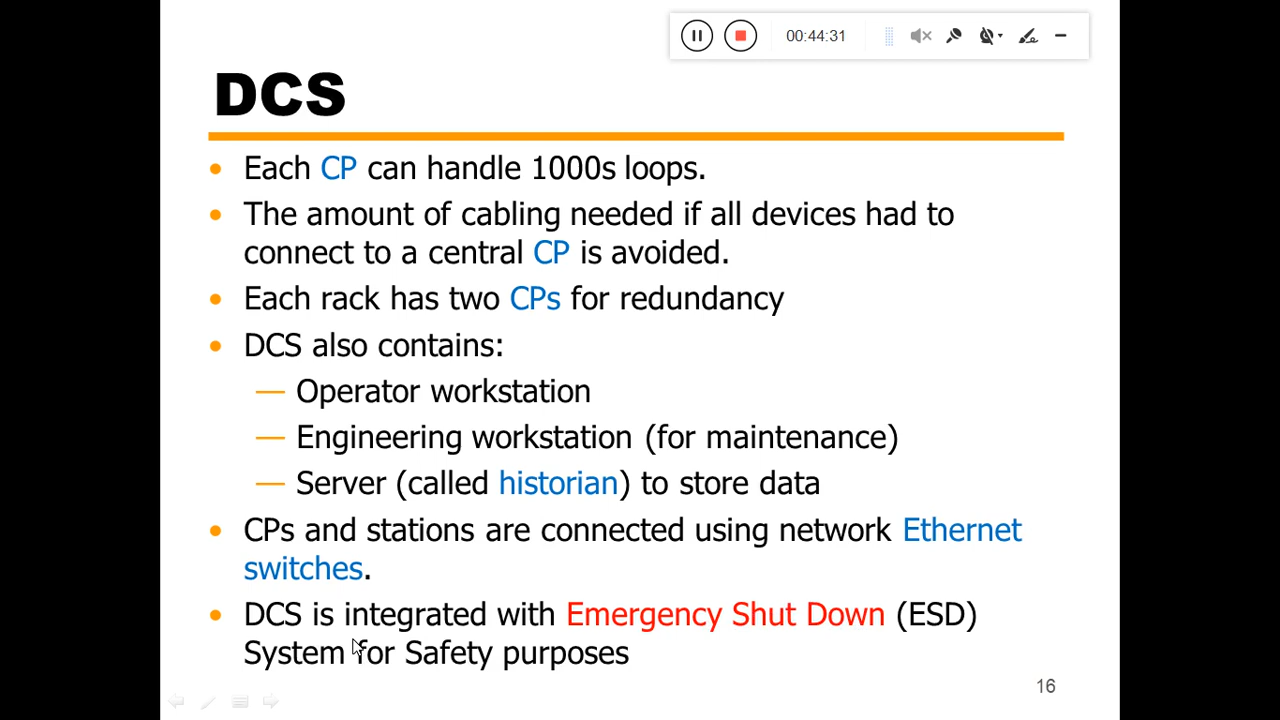 00:44:31
DCS
• Each CP can handle 1000s loops.
• The amount of cabling needed if all devices had to
connect to a central CP is avoided.
• Each rack has two CPs for redundancy
• DCS also contains:
— Operator workstation
— Engineering workstation (for maintenance)
— Server (called historian) to store data
• CPs and stations are connected using network Ethernet
switches.
• DCS is integrated with Emergency Shut Down (ESD)
System for Safety purposes
16